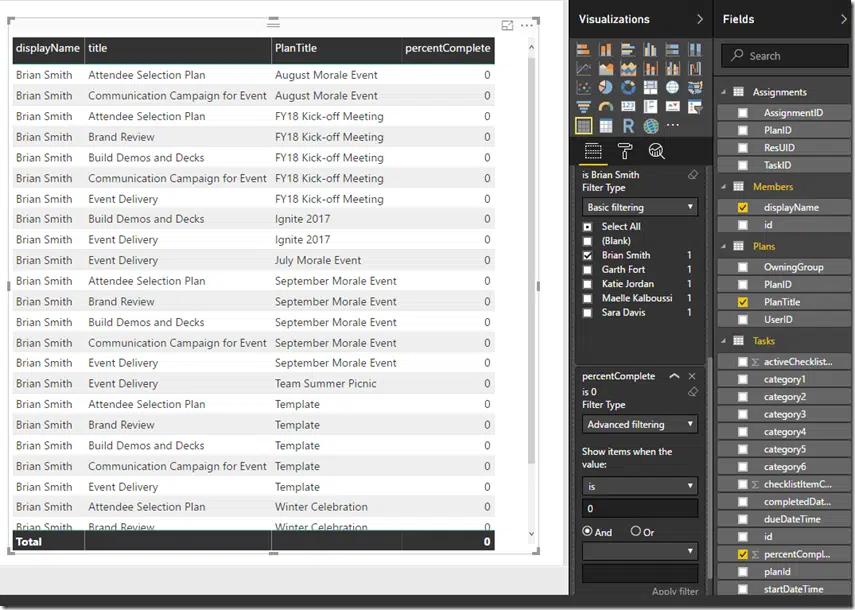 displayName title PlanTitle percentComplete
Brian Smith Attendee Selection Plan August Morale Event 0
Brian Smith Communication Campaign for Event August Morale Event 0
Brian Smith Attendee Selection Plan FY18 Kick-off Meeting 0
Brian Smith Brand Review FY18 Kick-off Meeting 0
Brian Smith Build Demos and Decks FY18 Kick-off Meeting 0
Brian Smith Communication Campaign for Event FY18 Kick-off Meeting 0
Brian Smith Event Delivery FY18 Kick-off Meeting 0
Brian Smith Build Demos and Decks Ignite 2017 0
Brian Smith Event Delivery Ignite 2017 0
Brian Smith Event Delivery July Morale Event 0
Brian Smith Attendee Selection Plan September Morale Event 0
Brian Smith Brand Review September Morale Event 0
Brian Smith Build Demos and Decks September Morale Event 0
Brian Smith Communication Campaign for Event September Morale Event 0
Brian Smith Event Delivery September Morale Event 0
Brian Smith Event Delivery Team Summer Picnic 0
Brian Smith Attendee Selection Plan Template 0
Brian Smith Brand Review Template 0
Brian Smith Build Demos and Decks Template 0
Brian Smith Communication Campaign for Event Template 0
Brian Smith Event Delivery Template 0
Brian Smith Attendee Selection Plan Winter Celebration 0
Brian Smith Brand Review Winter Celebration 0
Total 0
Visualizations
123
R
is Brian Smith
Filter Type
Basic filtering
Select All
(Blank)
Brian Smith 1
Garth Fort 1
Katie Jordan 1
Maelle Kalboussi 1
Sara Davis 1
percentComplete
is 0
Filter Type
Advanced filtering
Show items when the
value:
is
0
And Or
Apply filter
Fields
Search
Assignments
AssignmentID
PlanID
ResUID
TaskID
Members
displayName
id
Plans
OwningGroup
PlanID
PlanTitle
UserID
Tasks
Σ activeChecklist...
category1
category2
category3
category4
category5
category6
Σ checklistItemC...
completedDat...
dueDateTime
id
Σ percentCompl...
planId
startDateTime